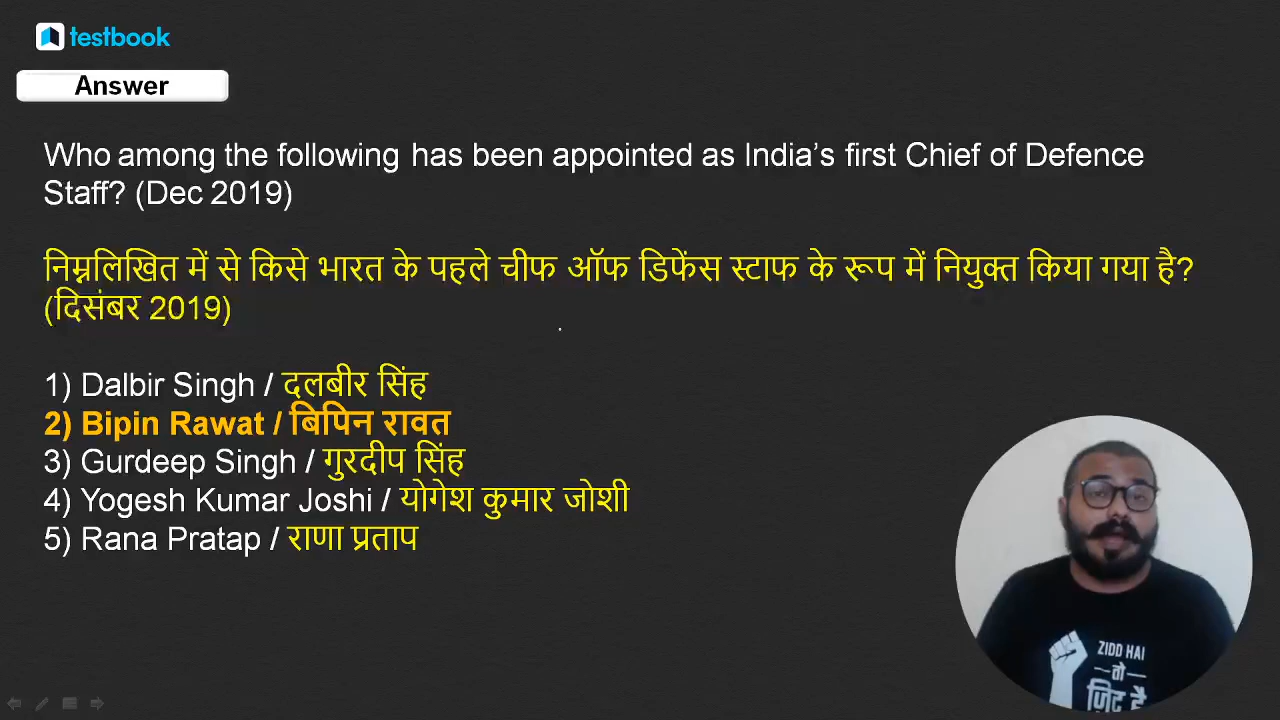 testbook
Answer
Who among the following has been appointed as India’s first Chief of Defence
Staff? (Dec 2019)
निम्नलिखित में से किसे भारत के पहले चीफ ऑफ डिफेंस स्टाफ के रूप में नियुक्त किया गया है?
(दिसंबर 2019)
1) Dalbir Singh / दलबीर सिंह
2) Bipin Rawat / बिपिन रावत
3) Gurdeep Singh / गुरदीप सिंह
4) Yogesh Kumar Joshi / योगेश कुमार जोशी
5) Rana Pratap / राणा प्रताप
ZIDD HAI
तो
ज़िद है